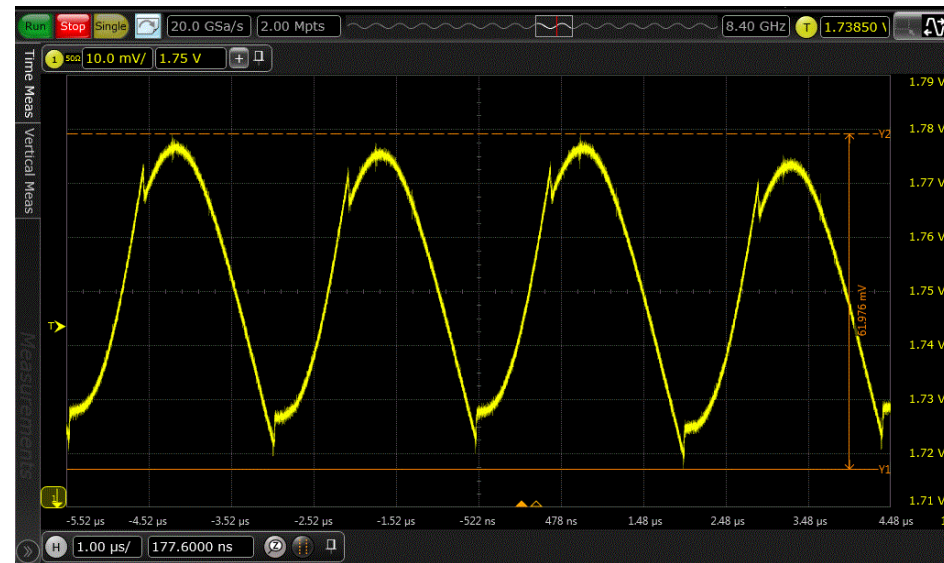 Run Stop Single 20.0 GSa/s 2.00 Mpts 8.40 GHz T 1.73850 V
1 50Ω 10.0 mV/ 1.75 V +
Time Meas
Vertical Meas
Measurements
1.79 V
1.78 V
Y2
1.77 V
1.76 V
1.75 V
61.976 mV
T
1.74 V
1.73 V
1.72 V
Y1
1
1.71 V
-5.52 µs -4.52 µs -3.52 µs -2.52 µs -1.52 µs -522 ns 478 ns 1.48 µs 2.48 µs 3.48 µs 4.48 µs
H 1.00 µs/ 177.6000 ns Z